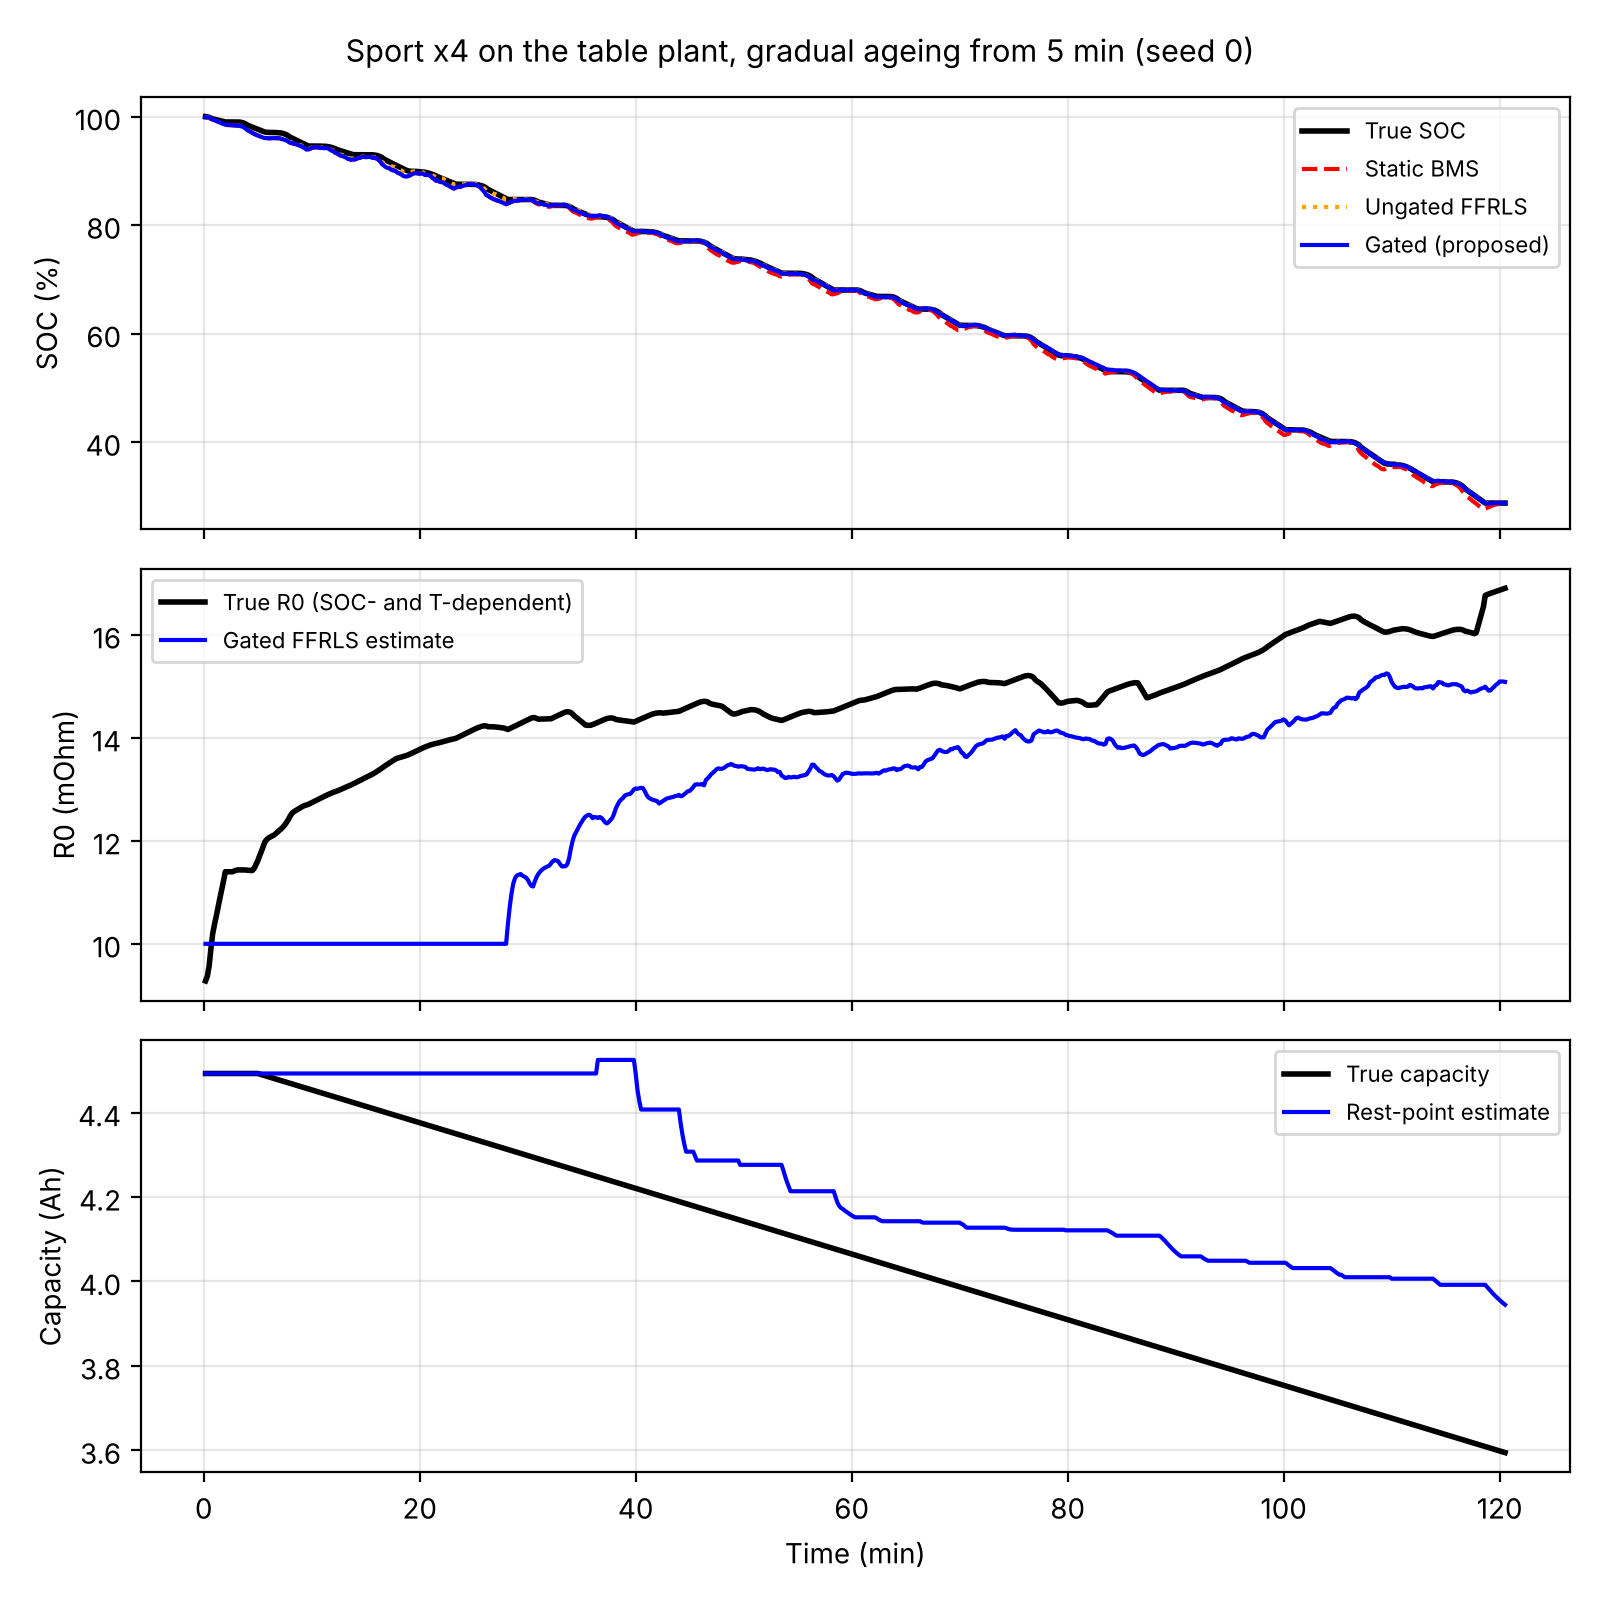 Sport x4 on the table plant, gradual ageing from 5 min (seed 0)
SOC (%)
100
80
60
40
True SOC
Static BMS
Ungated FFRLS
Gated (proposed)
R0 (mOhm)
16
14
12
10
True R0 (SOC- and T-dependent)
Gated FFRLS estimate
Capacity (Ah)
4.4
4.2
4.0
3.8
3.6
True capacity
Rest-point estimate
0 20 40 60 80 100 120
Time (min)